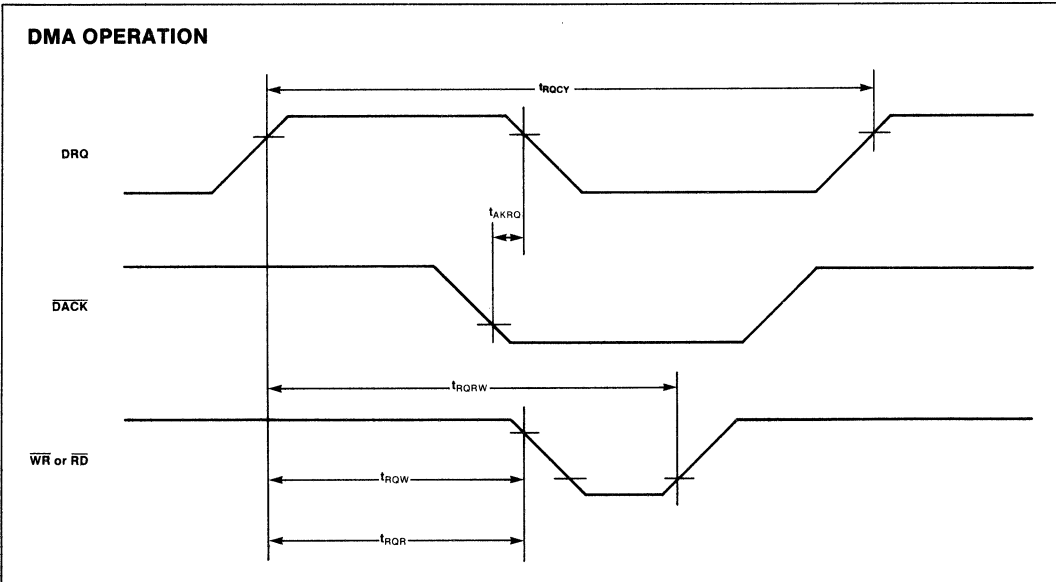 DMA OPERATION
tRQCY
DRQ
tAKRQ
DACK
tRQRW
WR or RD
tRQW
tRQR